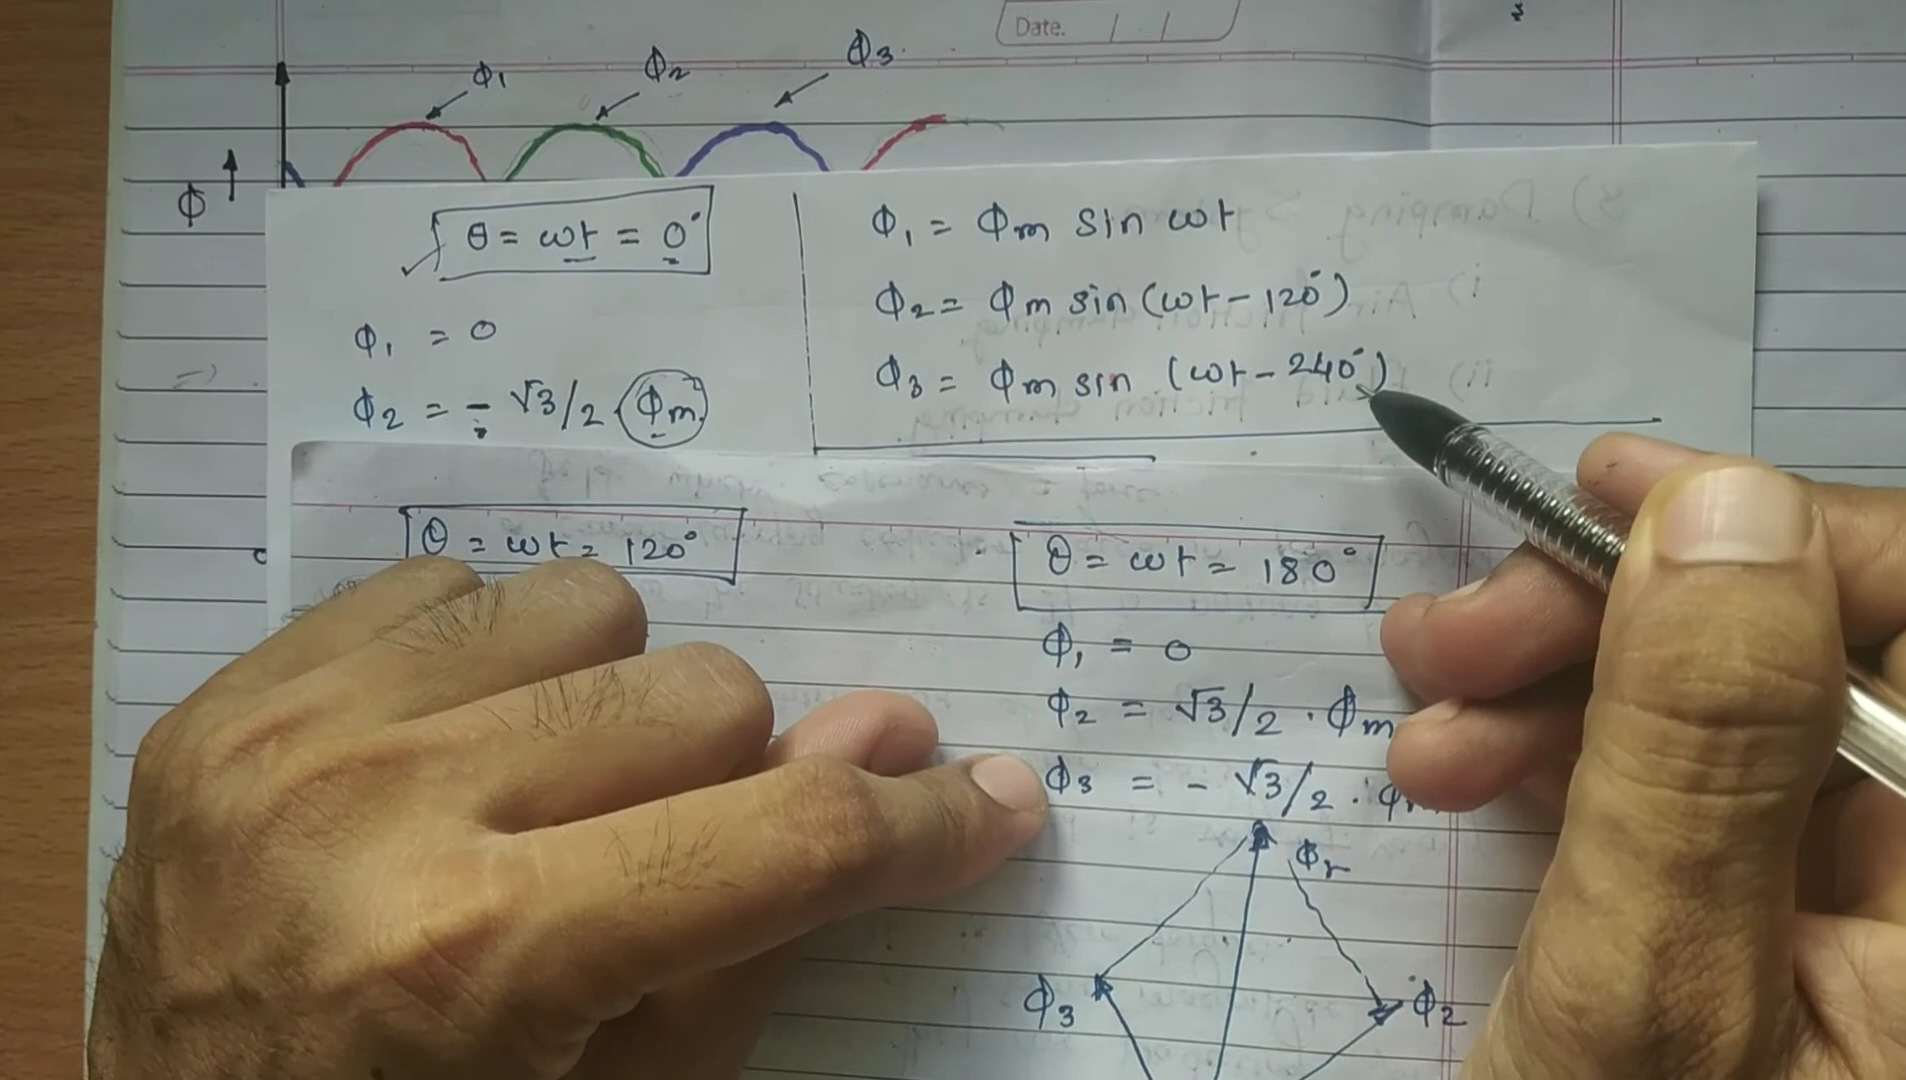 Date. / /
Φ1
Φ2
Φ3
Φ
θ = ωt = 0°
Φ1 = 0
Φ2 = - √3/2 Φm
Φ1 = Φm sin ωt
Φ2 = Φm sin (ωt - 120°)
Φ3 = Φm sin (ωt - 240°)
θ = ωt = 120°
θ = ωt = 180°
Φ1 = 0
Φ2 = √3/2 · Φm
Φ3 = - √3/2 · Φm
Φr
Φ3
Φ2